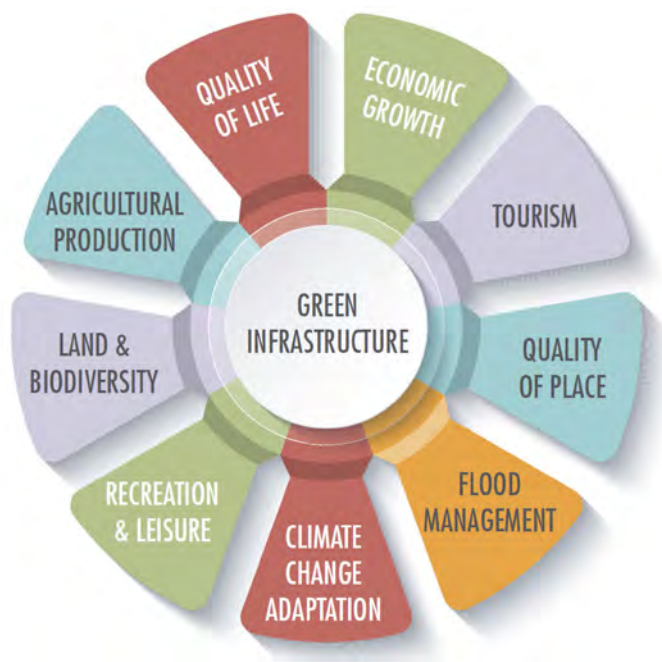 QUALITY
OF LIFE
ECONOMIC
GROWTH
TOURISM
QUALITY
OF PLACE
FLOOD
MANAGEMENT
CLIMATE
CHANGE
ADAPTATION
RECREATION
& LEISURE
LAND &
BIODIVERSITY
AGRICULTURAL
PRODUCTION
GREEN
INFRASTRUCTURE